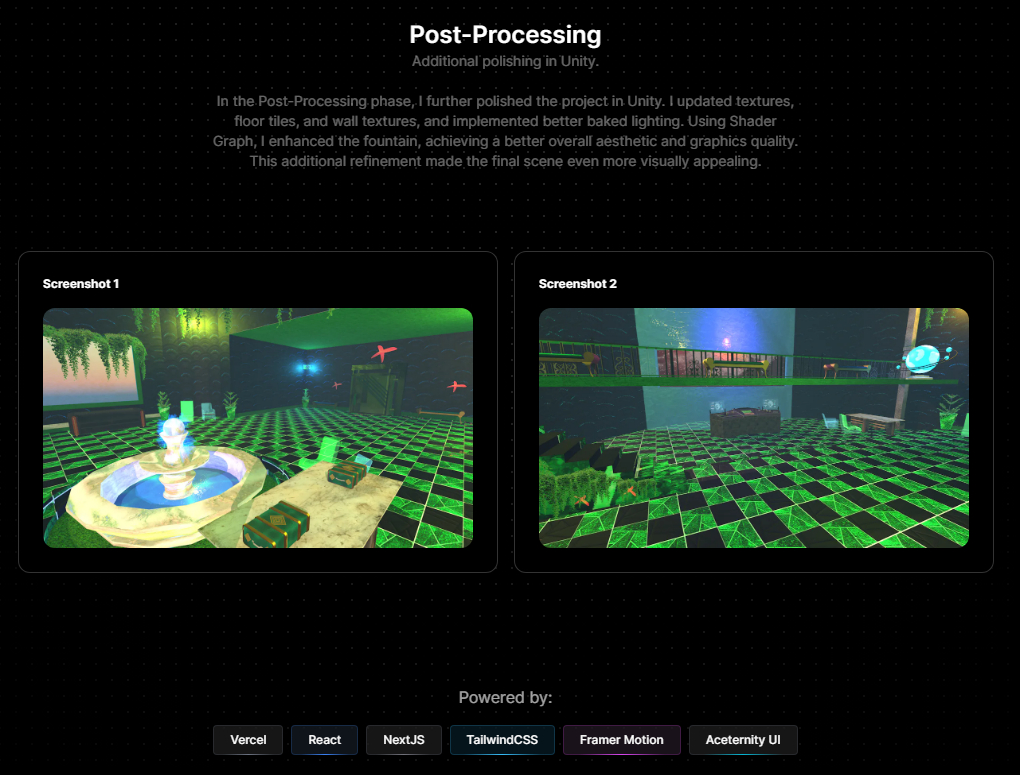 Post-Processing
Additional polishing in Unity.
In the Post-Processing phase, I further polished the project in Unity. I updated textures,
floor tiles, and wall textures, and implemented better baked lighting. Using Shader
Graph, I enhanced the fountain, achieving a better overall aesthetic and graphics quality.
This additional refinement made the final scene even more visually appealing.
Screenshot 1
Screenshot 2
Powered by:
Vercel
React
NextJS
TailwindCSS
Framer Motion
Aceternity UI